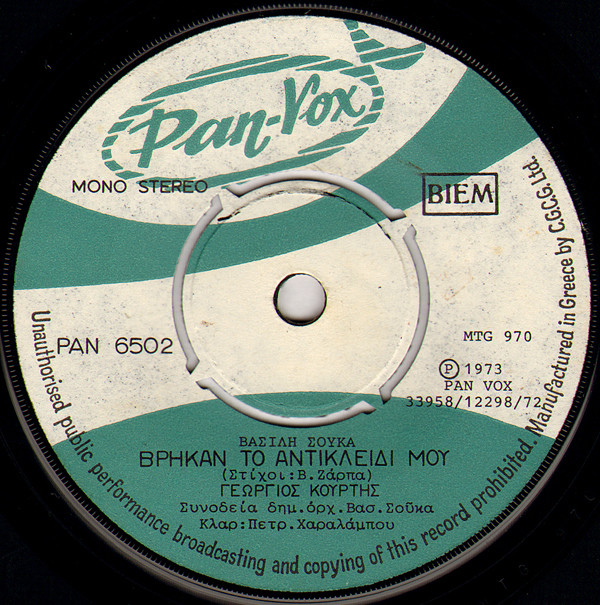 Pan-Vox
MONO STEREO
BIEM
PAN 6502
MTG 970
Ⓟ 1973
PAN VOX
33958/12298/72
ΒΑΣΙΛΗ ΣΟΥΚΑ
ΒΡΗΚΑΝ ΤΟ ΑΝΤΙΚΛΕΙΔΙ ΜΟΥ
(Στίχοι:Β.Ζάρπα)
ΓΕΩΡΓΙΟΣ ΚΟΥΡΤΗΣ
Συνοδεία δημ.όρχ.Βασ.Σοῦκα
Κλαρ:Πετρ.Χαραλάμπου
Unauthorised public performance broadcasting and copying of this record prohibited. Manufactured in Greece by C.G.C.G. Ltd.